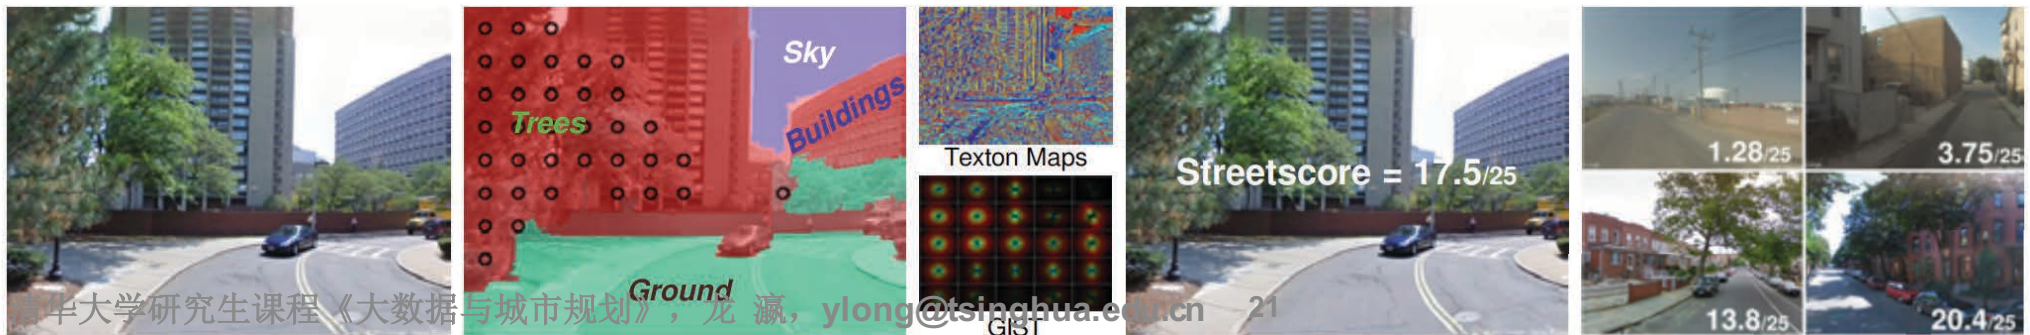 Sky
Buildings
Trees
Ground
Texton Maps
GIST
Streetscore = 17.5/25
1.28/25
3.75/25
13.8/25
20.4/25
清华大学研究生课程《大数据与城市规划》，龙 瀛，ylong@tsinghua.edu.cn 21